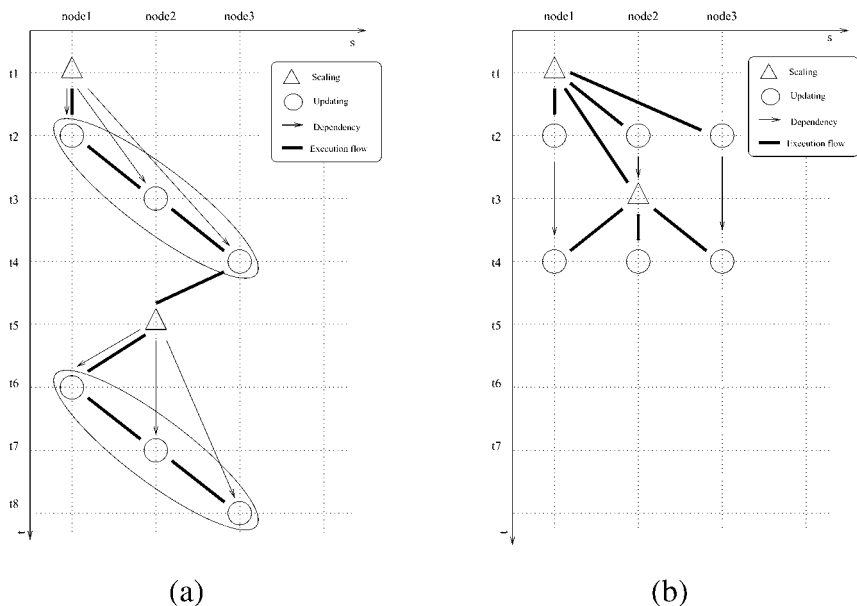 node1 node2 node3
s
t1
Scaling
Updating
Dependency
Execution flow
t2
t3
t4
t5
t6
t7
t8
t
(a)
node1 node2 node3
s
t1
Scaling
Updating
Dependency
Execution flow
t2
t3
t4
t5
t6
t7
t8
t
(b)